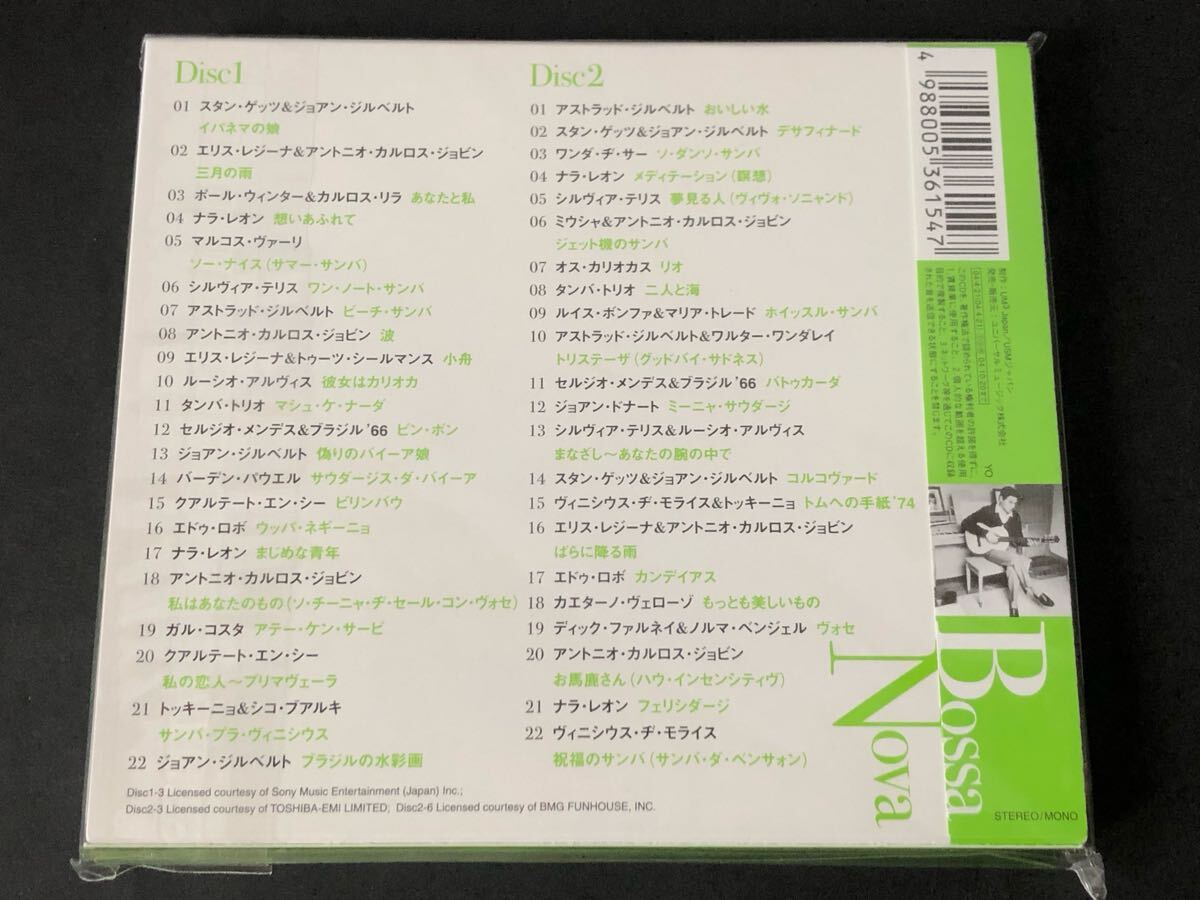 Disc1
01 スタン・ゲッツ&ジョアン・ジルベルト
イパネマの娘
02 エリス・レジーナ&アントニオ・カルロス・ジョビン
三月の雨
03 ポール・ウィンター&カルロス・リラ あなたと私
04 ナラ・レオン 想いあふれて
05 マルコス・ヴァーリ
ソー・ナイス(サマー・サンバ)
06 シルヴィア・テリス ワン・ノート・サンバ
07 アストラッド・ジルベルト ビーチ・サンバ
08 アントニオ・カルロス・ジョビン 波
09 エリス・レジーナ&トゥーツ・シールマンス 小舟
10 ルーシオ・アルヴィス 彼女はカリオカ
11 タンバ・トリオ マシュ・ケ・ナーダ
12 セルジオ・メンデス&ブラジル'66 ビン・ボン
13 ジョアン・ジルベルト 偽りのバイーア娘
14 バーデン・パウエル サウダージス・ダ・バイーア
15 クアルテート・エン・シー ビリンバウ
16 エドゥ・ロボ ウッパ・ネギーニョ
17 ナラ・レオン まじめな青年
18 アントニオ・カルロス・ジョビン
私はあなたのもの(ソ・チーニャ・ヂ・セール・コン・ヴォセ)
19 ガル・コスタ アテー・ケン・サービ
20 クアルテート・エン・シー
私の恋人〜プリマヴェーラ
21 トッキーニョ&シコ・ブアルキ
サンバ・プラ・ヴィニシウス
22 ジョアン・ジルベルト ブラジルの水彩画
Disc2
01 アストラッド・ジルベルト おいしい水
02 スタン・ゲッツ&ジョアン・ジルベルト デサフィナード
03 ワンダ・ヂ・サー ソ・ダンソ・サンバ
04 ナラ・レオン メディテーション(瞑想)
05 シルヴィア・テリス 夢見る人(ヴィヴォ・ソニャンド)
06 ミウシャ&アントニオ・カルロス・ジョビン
ジェット機のサンバ
07 オス・カリオカス リオ
08 タンバ・トリオ 二人と海
09 ルイス・ボンファ&マリア・トレード ホイッスル・サンバ
10 アストラッド・ジルベルト&ワルター・ワンダレイ
トリステーザ(グッドバイ・サドネス)
11 セルジオ・メンデス&ブラジル'66 バトゥカーダ
12 ジョアン・ドナート ミーニャ・サウダージ
13 シルヴィア・テリス&ルーシオ・アルヴィス
まなざし〜あなたの腕の中で
14 スタン・ゲッツ&ジョアン・ジルベルト コルコヴァード
15 ヴィニシウス・ヂ・モライス&トッキーニョ トムへの手紙'74
16 エリス・レジーナ&アントニオ・カルロス・ジョビン
ばらに降る雨
17 エドゥ・ロボ カンデイアス
18 カエターノ・ヴェローゾ もっとも美しいもの
19 ディック・ファルネイ&ノルマ・ベンジェル ヴォセ
20 アントニオ・カルロス・ジョビン
お馬鹿さん(ハウ・インセンシティヴ)
21 ナラ・レオン フェリシダージ
22 ヴィニシウス・ヂ・モライス
祝福のサンバ(サンバ・ダ・ベンサォン)
Disc1-3 Licensed courtesy of Sony Music Entertainment (Japan) Inc.;
Disc2-3 Licensed courtesy of TOSHIBA-EMI LIMITED; Disc2-6 Licensed courtesy of BMG FUNHOUSE, INC.
4 988005 361547
制作:UM3 Japan/USMジャパン
発売・販売元:ユニバーサル ミュージック株式会社
YO
Bossa
Nova
STEREO/MONO